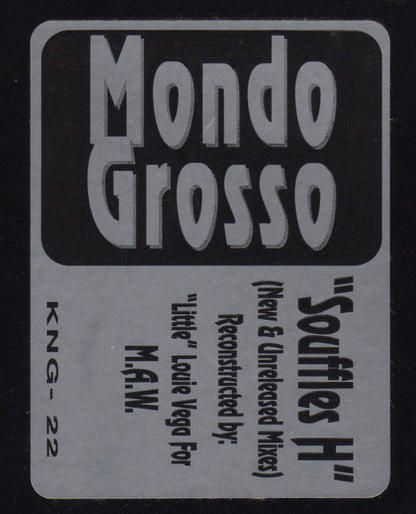 Mondo
Grosso
"Souffles H"
(New & Unreleased Mixes)
Reconstructed by:
"Little" Louie Vega For
M.A.W.
KNG- 22